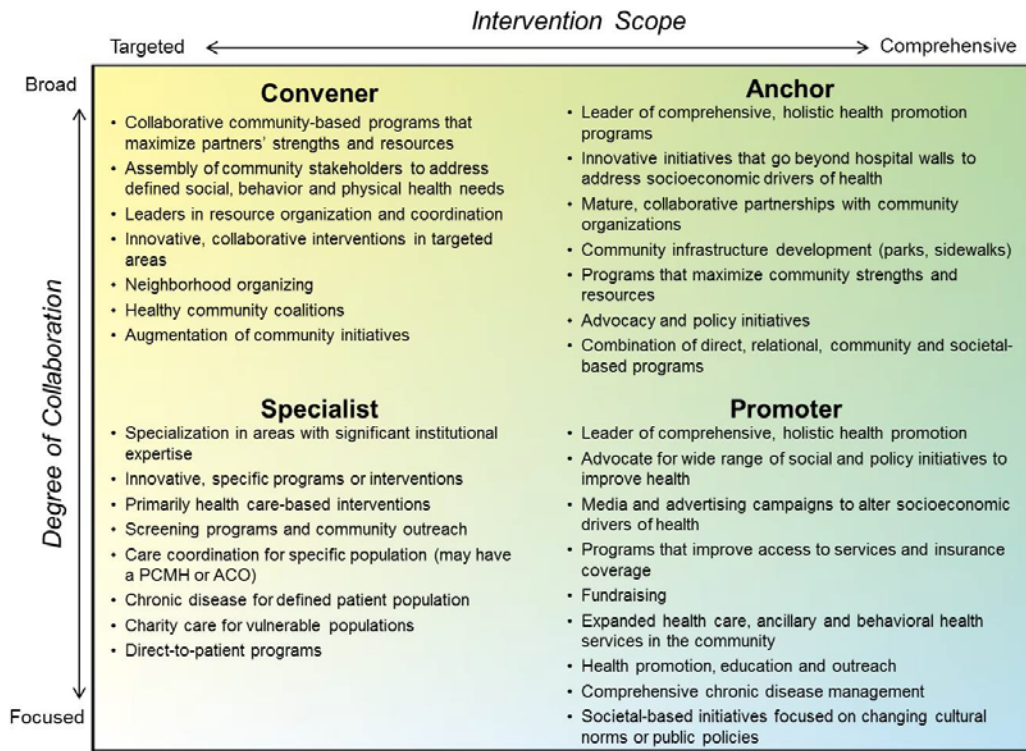 Intervention Scope
Targeted
Comprehensive
Broad
Degree of Collaboration
Focused
Convener
• Collaborative community-based programs that
maximize partners' strengths and resources
• Assembly of community stakeholders to address
defined social, behavior and physical health needs
• Leaders in resource organization and coordination
• Innovative, collaborative interventions in targeted
areas
• Neighborhood organizing
• Healthy community coalitions
• Augmentation of community initiatives
Anchor
• Leader of comprehensive, holistic health promotion
programs
• Innovative initiatives that go beyond hospital walls to
address socioeconomic drivers of health
• Mature, collaborative partnerships with community
organizations
• Community infrastructure development (parks, sidewalks)
• Programs that maximize community strengths and
resources
• Advocacy and policy initiatives
• Combination of direct, relational, community and societal-
based programs
Specialist
• Specialization in areas with significant institutional
expertise
• Innovative, specific programs or interventions
• Primarily health care-based interventions
• Screening programs and community outreach
• Care coordination for specific population (may have
a PCMH or ACO)
• Chronic disease for defined patient population
• Charity care for vulnerable populations
• Direct-to-patient programs
Promoter
• Leader of comprehensive, holistic health promotion
• Advocate for wide range of social and policy initiatives to
improve health
• Media and advertising campaigns to alter socioeconomic
drivers of health
• Programs that improve access to services and insurance
coverage
• Fundraising
• Expanded health care, ancillary and behavioral health
services in the community
• Health promotion, education and outreach
• Comprehensive chronic disease management
• Societal-based initiatives focused on changing cultural
norms or public policies